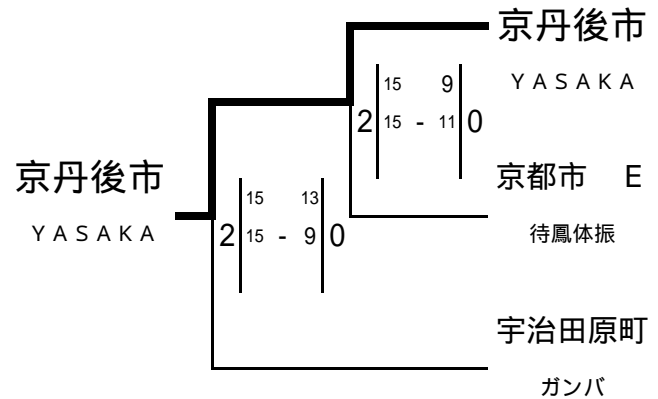 京丹後市
ＹＡＳＡＫＡ
15 9
2 15 - 11 0
京都市　Ｅ
待鳳体振
京丹後市
ＹＡＳＡＫＡ
15 13
2 15 - 9 0
宇治田原町
ガンバ